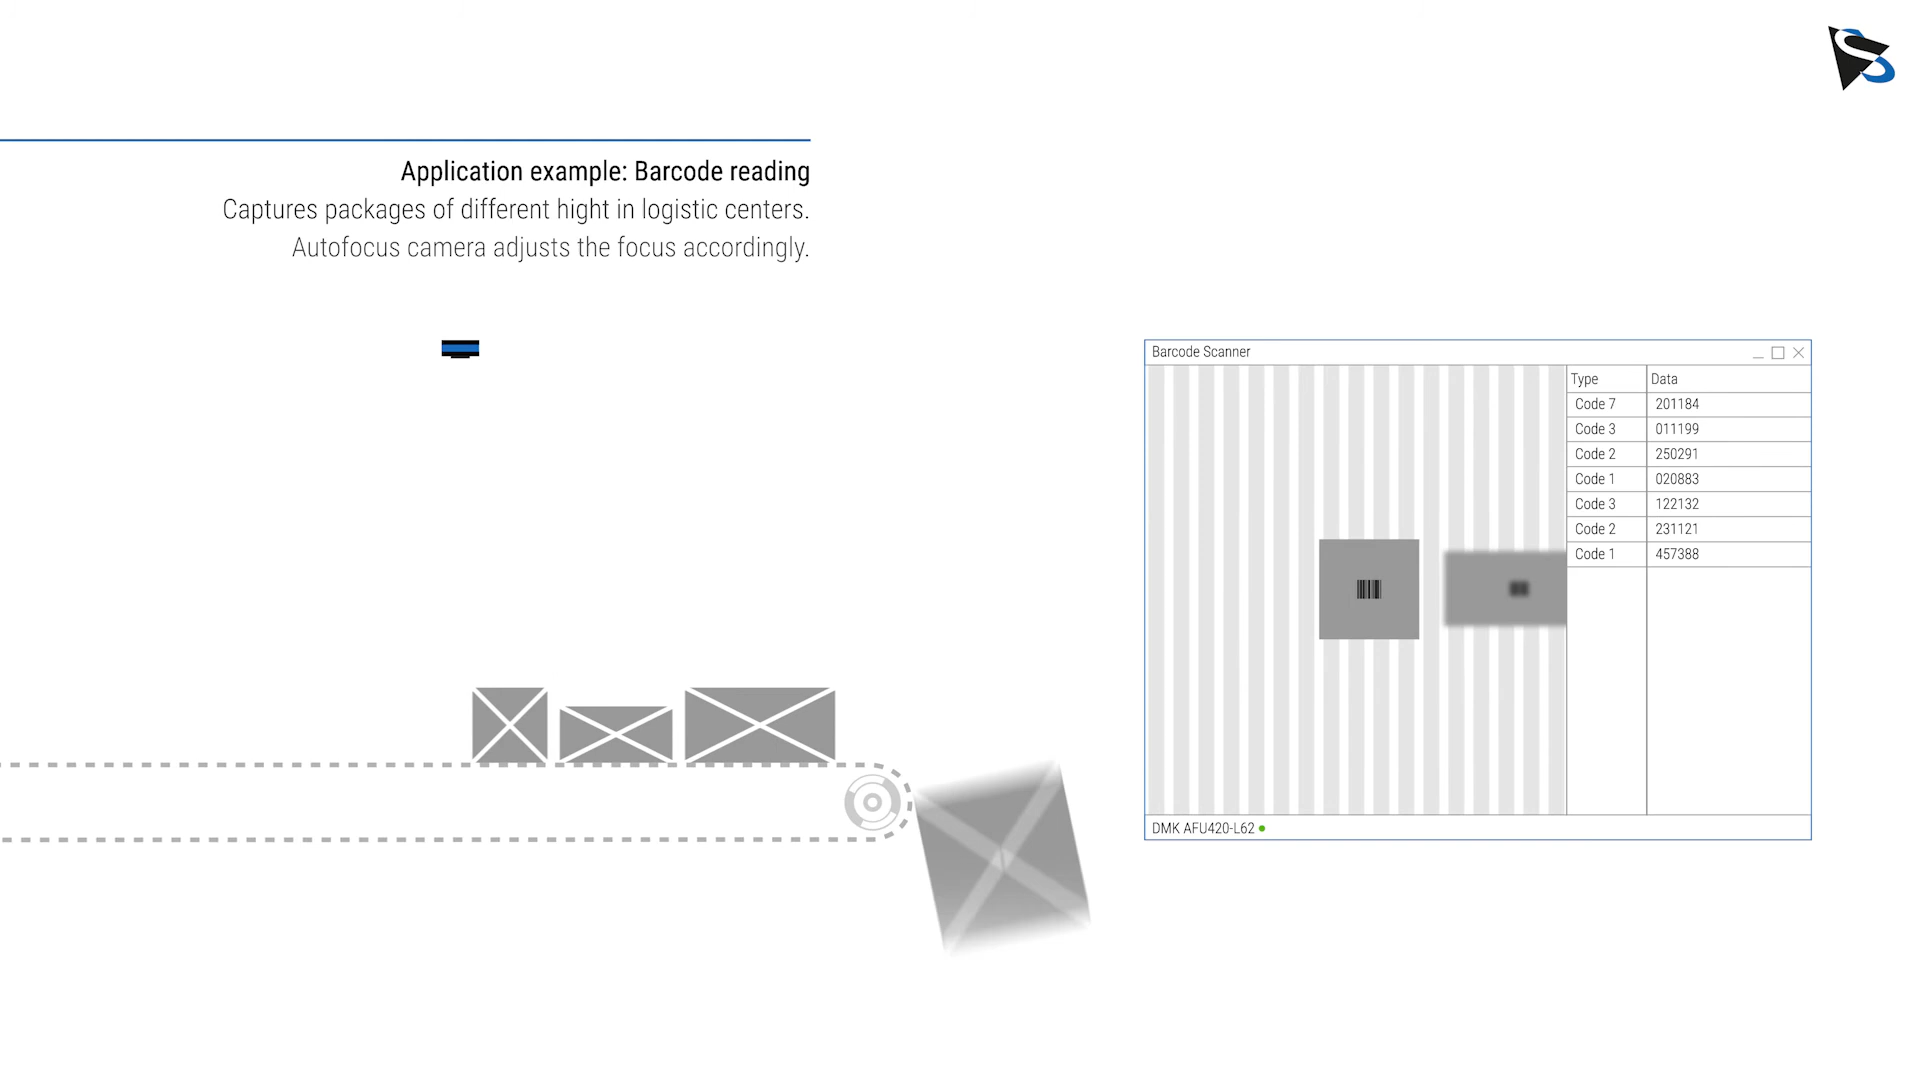 Application example: Barcode reading
Captures packages of different hight in logistic centers.
Autofocus camera adjusts the focus accordingly.
Barcode Scanner
Type Data
Code 7 201184
Code 3 011199
Code 2 250291
Code 1 020883
Code 3 122132
Code 2 231121
Code 1 457388
DMK AFU420-L62